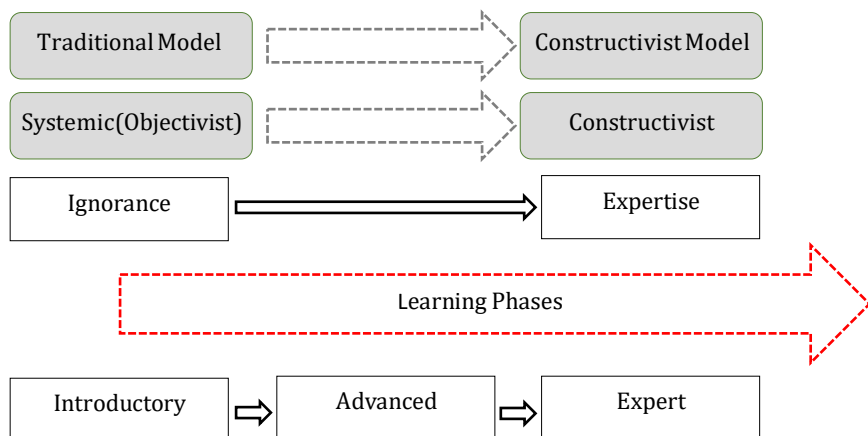 Traditional Model
Constructivist Model
Systemic(Objectivist)
Constructivist
Ignorance
Expertise
Learning Phases
Introductory
Advanced
Expert